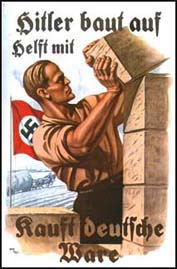 Hitler baut auf
Helft mit
Kauft deutsche
Ware